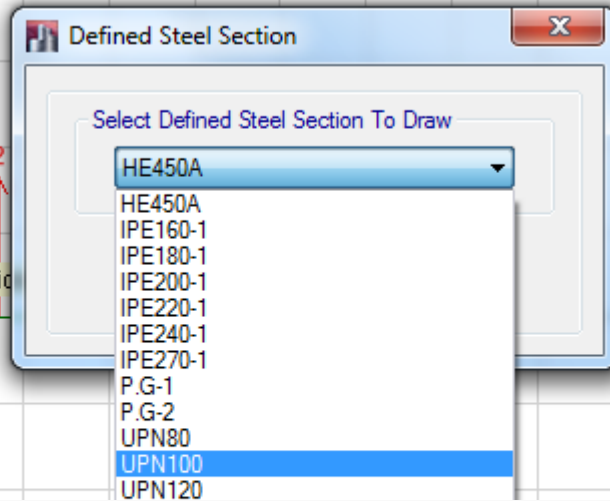 Defined Steel Section
Select Defined Steel Section To Draw
HE450A
HE450A
IPE160-1
IPE180-1
IPE200-1
IPE220-1
IPE240-1
IPE270-1
P.G-1
P.G-2
UPN80
UPN100
UPN120